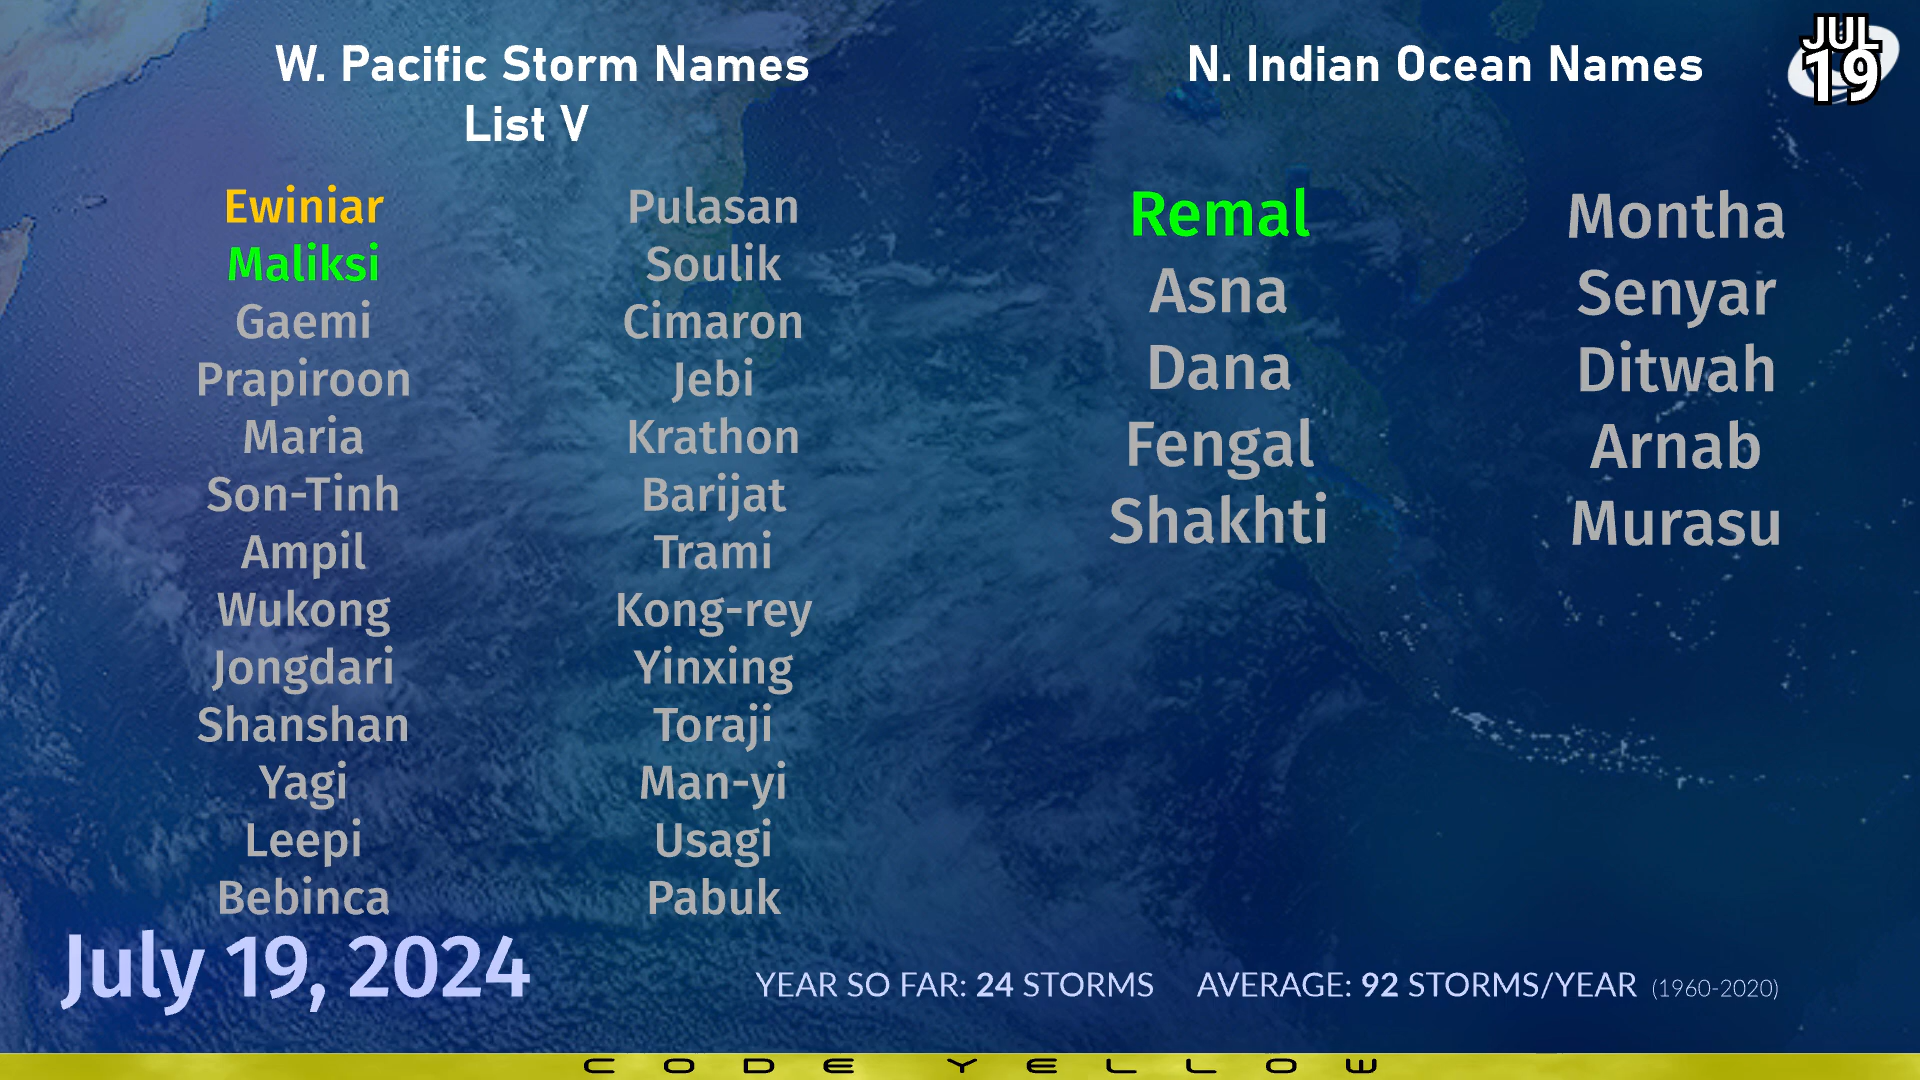 W. Pacific Storm Names
List V
Ewiniar
Maliksi
Gaemi
Prapiroon
Maria
Son-Tinh
Ampil
Wukong
Jongdari
Shanshan
Yagi
Leepi
Bebinca
Pulasan
Soulik
Cimaron
Jebi
Krathon
Barijat
Trami
Kong-rey
Yinxing
Toraji
Man-yi
Usagi
Pabuk
N. Indian Ocean Names
Remal
Asna
Dana
Fengal
Shakhti
Montha
Senyar
Ditwah
Arnab
Murasu
JUL
19
July 19, 2024
YEAR SO FAR: 24 STORMS AVERAGE: 92 STORMS/YEAR (1960-2020)
CODE YELLOW